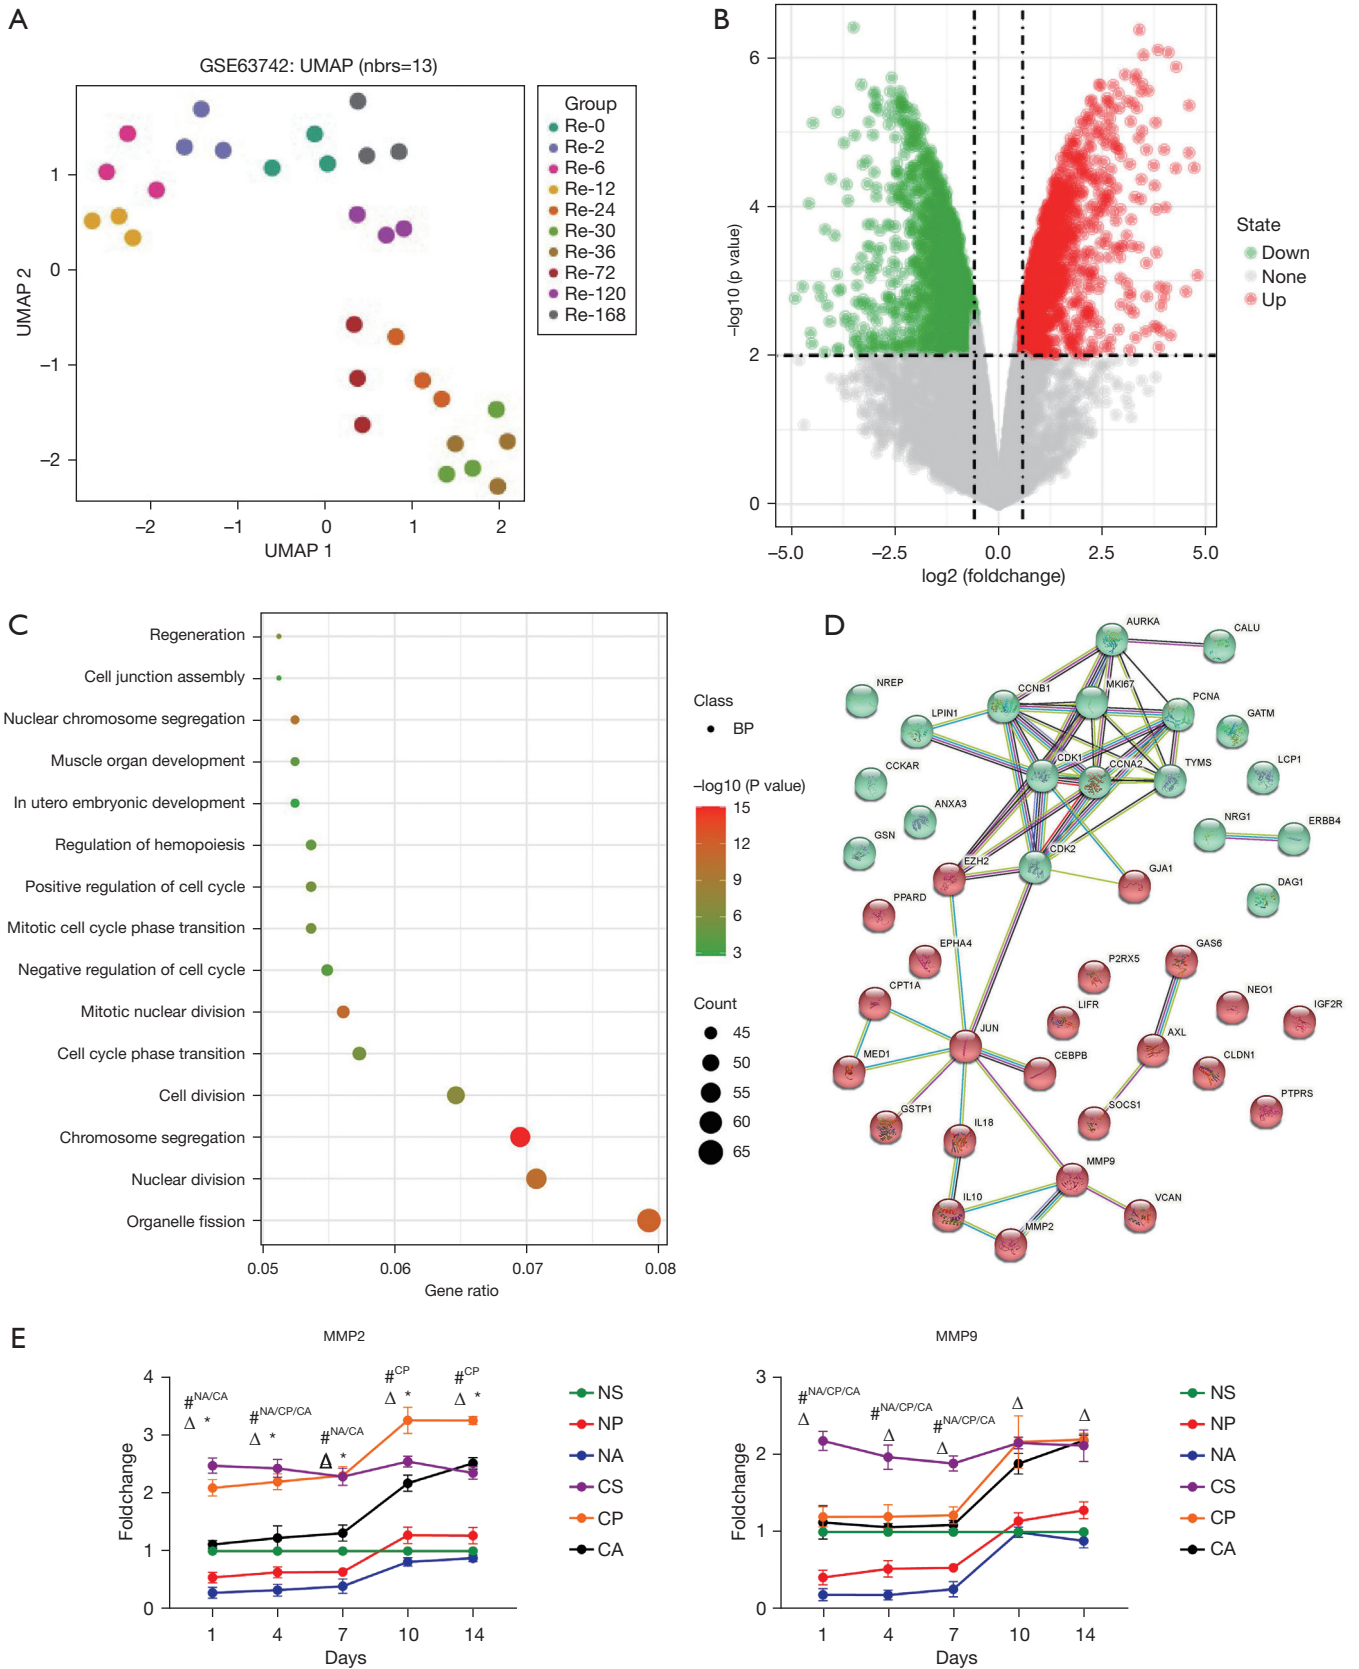 A
GSE63742: UMAP (nbrs=13)
UMAP 2
1
0
−1
−2
−2
−1
0
1
2
UMAP 1
Group
Re-0
Re-2
Re-6
Re-12
Re-24
Re-30
Re-36
Re-72
Re-120
Re-168
B
−log10 (p value)
6
4
2
0
−5.0
−2.5
0.0
2.5
5.0
log2 (foldchange)
State
Down
None
Up
C
Regeneration
Cell junction assembly
Nuclear chromosome segregation
Muscle organ development
In utero embryonic development
Regulation of hemopoiesis
Positive regulation of cell cycle
Mitotic cell cycle phase transition
Negative regulation of cell cycle
Mitotic nuclear division
Cell cycle phase transition
Cell division
Chromosome segregation
Nuclear division
Organelle fission
0.05
0.06
0.07
0.08
Gene ratio
Class
BP
−log10 (P value)
15
12
9
6
3
Count
45
50
55
60
65
D
AURKA
CALU
NREP
CCNB1
MKI67
PCNA
LPIN1
GATM
CCKAR
CDK1
CCNA2
TYMS
LCP1
ANXA3
NRG1
ERBB4
GSN
EZH2
CDK2
GJA1
PPARD
DAG1
EPHA4
P2RX5
GAS6
CPT1A
LIFR
NEO1
IGF2R
JUN
AXL
MED1
CEBPB
CLDN1
GSTP1
SOCS1
PTPRS
IL18
MMP9
IL10
VCAN
MMP2
E
MMP2
Foldchange
4
3
2
1
0
#NA/CA
Δ *
#NA/CP/CA
Δ *
#NA/CA
Δ *
#CP
Δ *
#CP
Δ *
1
4
7
10
14
Days
NS
NP
NA
CS
CP
CA
MMP9
Foldchange
3
2
1
0
#NA/CP/CA
Δ
#NA/CP/CA
Δ
#NA/CP/CA
Δ
Δ
Δ
1
4
7
10
14
Days
NS
NP
NA
CS
CP
CA